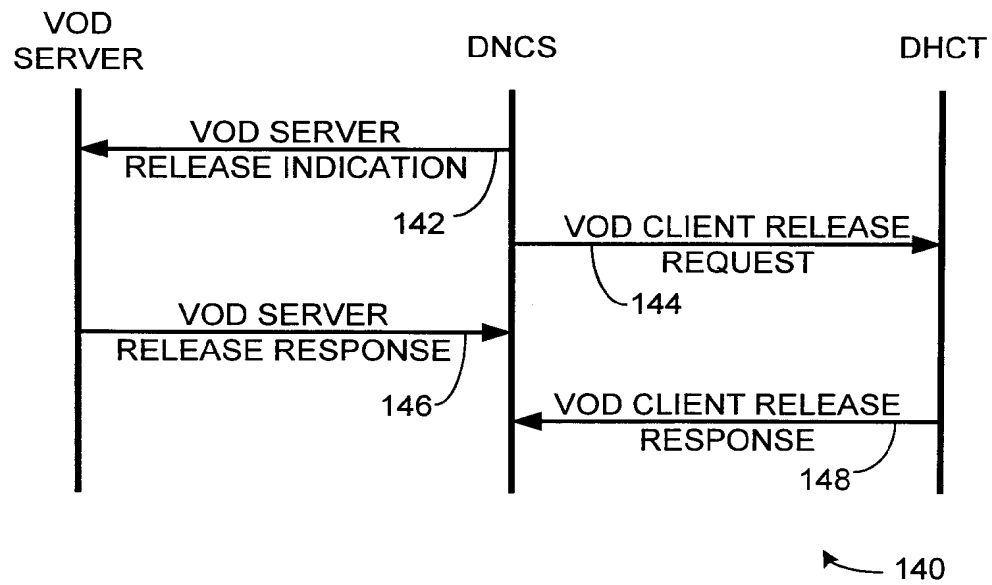 VOD
SERVER
DNCS
DHCT
VOD SERVER
RELEASE INDICATION
142
VOD CLIENT RELEASE
REQUEST
144
VOD SERVER
RELEASE RESPONSE
146
VOD CLIENT RELEASE
RESPONSE
148
140